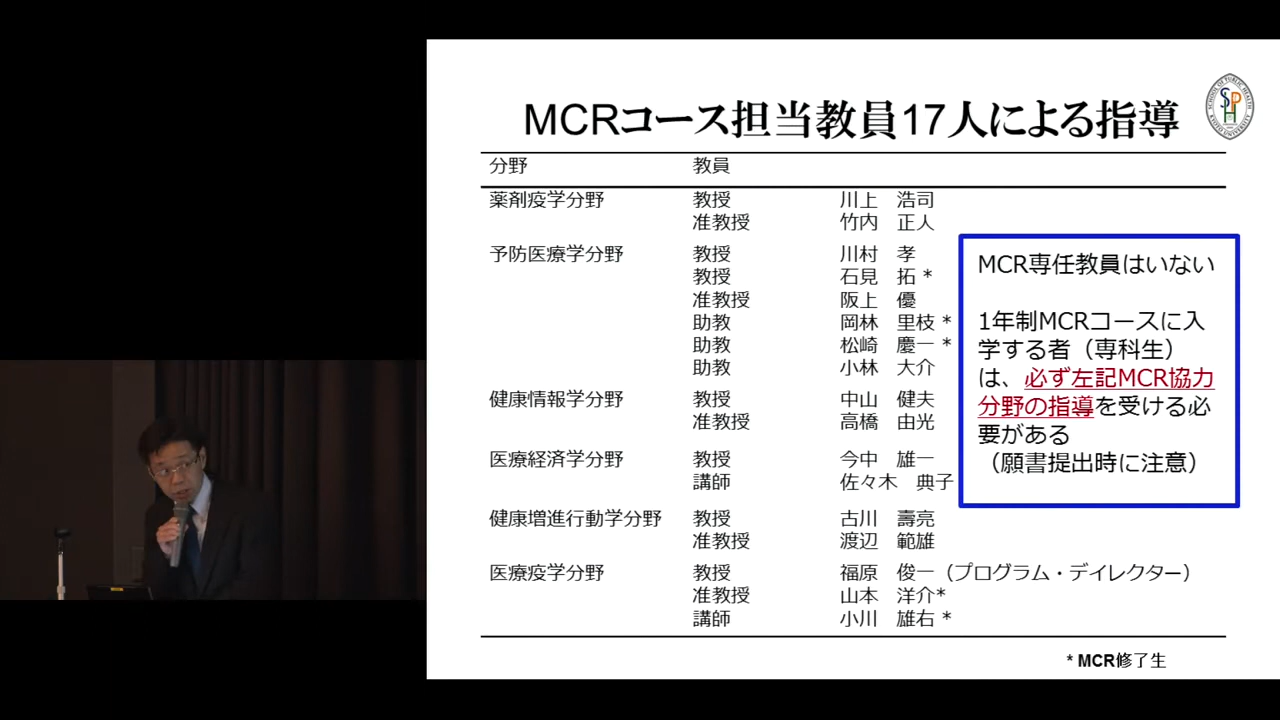 MCRコース担当教員17人による指導
SCHOOL OF PUBLIC HEALTH
KYOTO UNIVERSITY
SPH
分野 教員
薬剤疫学分野 教授 川上 浩司
准教授 竹内 正人
予防医療学分野 教授 川村 孝
教授 石見 拓 *
准教授 阪上 優
助教 岡林 里枝 *
助教 松崎 慶一 *
助教 小林 大介
健康情報学分野 教授 中山 健夫
准教授 高橋 由光
医療経済学分野 教授 今中 雄一
講師 佐々木 典子
健康増進行動学分野 教授 古川 壽亮
准教授 渡辺 範雄
医療疫学分野 教授 福原 俊一（プログラム・デイレクター）
准教授 山本 洋介*
講師 小川 雄右 *
MCR専任教員はいない
1年制MCRコースに入
学する者（専科生）
は、必ず左記MCR協力
分野の指導を受ける必
要がある
（願書提出時に注意）
* MCR修了生